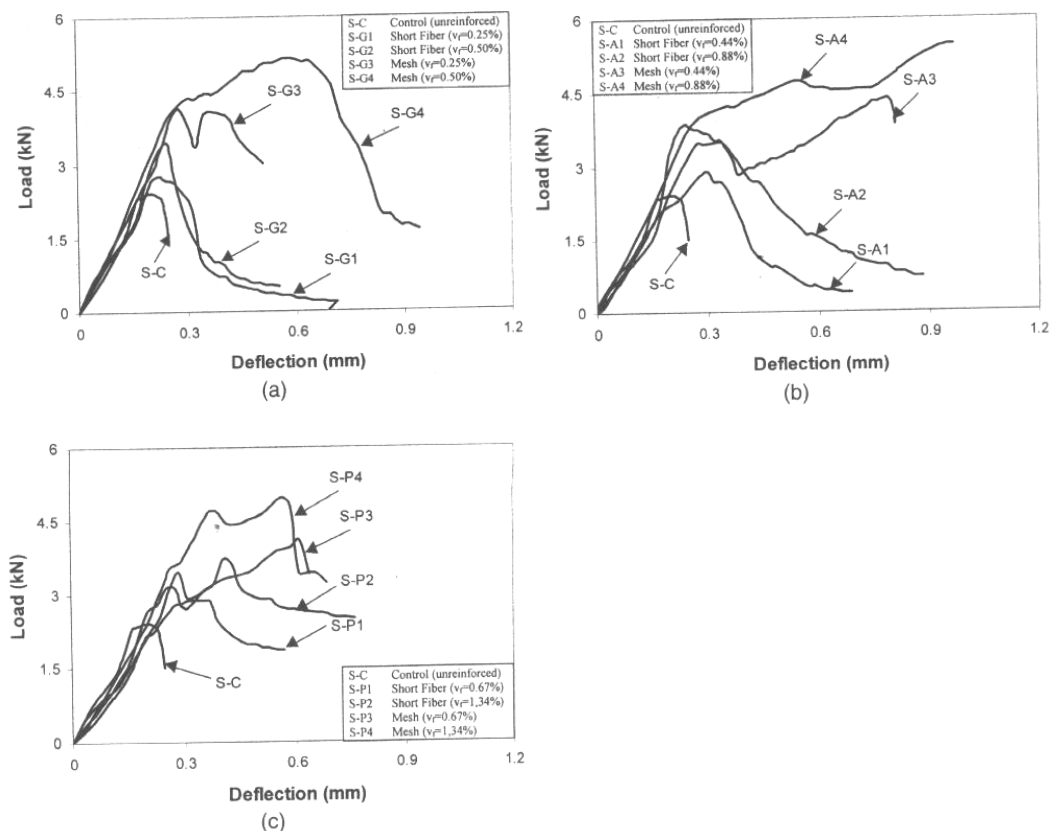 6
4.5
3
1.5
0
Load (kN)
S-C Control (unreinforced)
S-G1 Short Fiber (vf=0.25%)
S-G2 Short Fiber (vf=0.50%)
S-G3 Mesh (vf=0.25%)
S-G4 Mesh (vf=0.50%)
S-G3
S-G4
S-G2
S-G1
S-C
0 0.3 0.6 0.9 1.2
Deflection (mm)
(a)
6
4.5
3
1.5
0
Load (kN)
S-C Control (unreinforced)
S-A1 Short Fiber (vf=0.44%)
S-A2 Short Fiber (vf=0.88%)
S-A3 Mesh (vf=0.44%)
S-A4 Mesh (vf=0.88%)
S-A4
S-A3
S-A2
S-A1
S-C
0 0.3 0.6 0.9 1.2
Deflection (mm)
(b)
6
4.5
3
1.5
0
Load (kN)
S-P4
S-P3
S-P2
S-P1
S-C
S-C Control (unreinforced)
S-P1 Short Fiber (vf=0.67%)
S-P2 Short Fiber (vf=1,34%)
S-P3 Mesh (vf=0.67%)
S-P4 Mesh (vf=1,34%)
0 0.3 0.6 0.9 1.2
Deflection (mm)
(c)